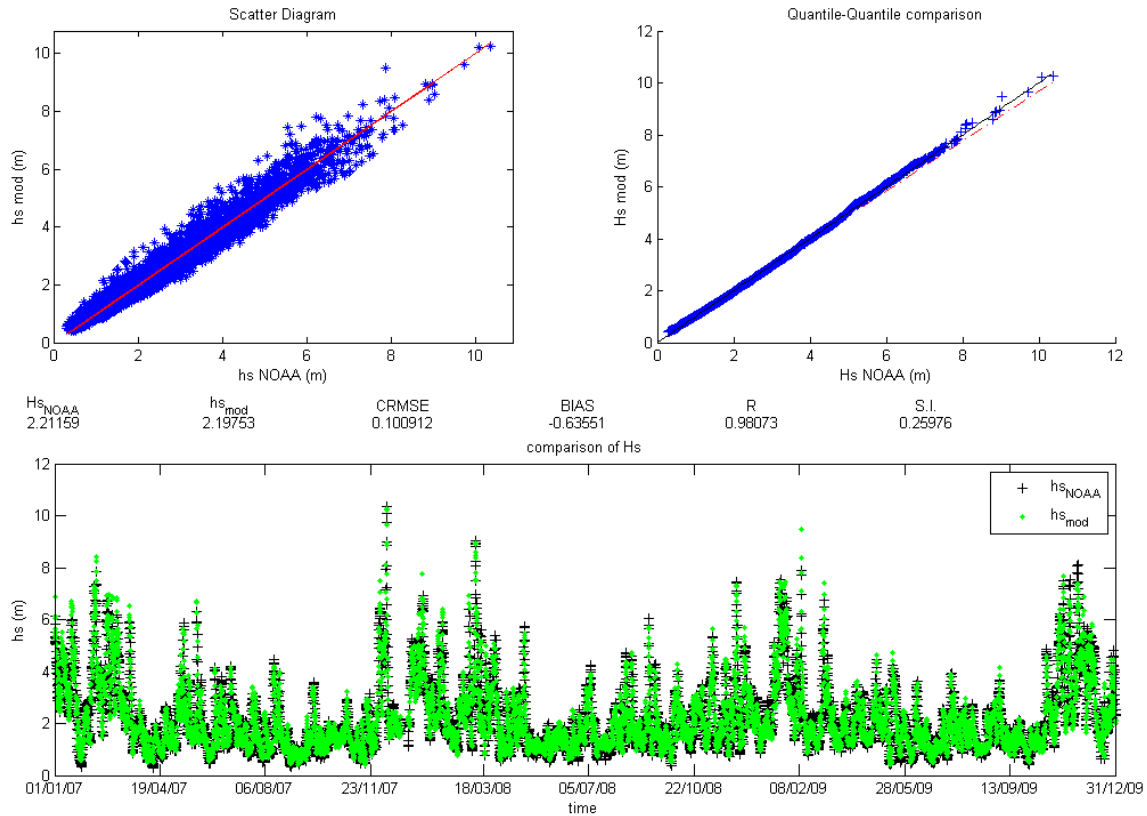 Scatter Diagram
10
8
6
4
2
0
0 2 4 6 8 10
hs mod (m)
hs NOAA (m)
Quantile-Quantile comparison
12
10
8
6
4
2
0
0 2 4 6 8 10 12
Hs mod (m)
Hs NOAA (m)
Hs_NOAA hs_mod CRMSE BIAS R S.I.
2.21159 2.19753 0.100912 -0.63551 0.98073 0.25976
comparison of Hs
12
10
8
6
4
2
0
hs (m)
hs_NOAA
hs_mod
01/01/07 19/04/07 06/08/07 23/11/07 18/03/08 05/07/08 22/10/08 08/02/09 28/05/09 13/09/09 31/12/09
time